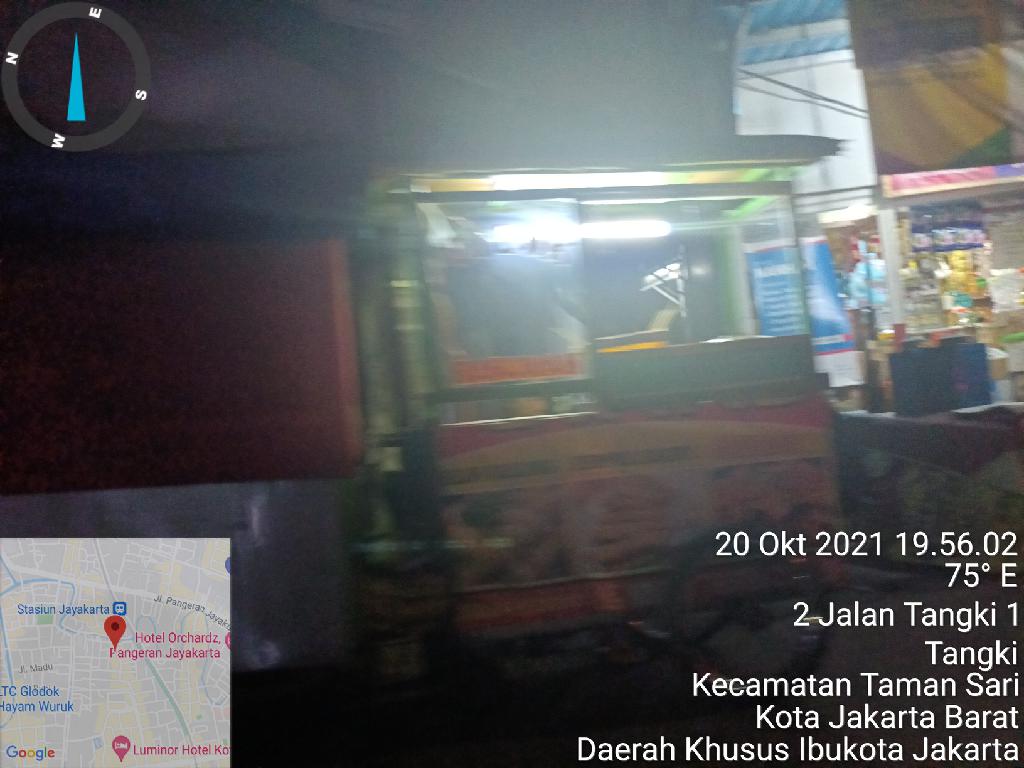 N
E
S
W
20 Okt 2021 19.56.02
75° E
2 Jalan Tangki 1
Tangki
Kecamatan Taman Sari
Kota Jakarta Barat
Daerah Khusus Ibukota Jakarta
Stasiun Jayakarta
Jl. Pangeran Jayak
Hotel Orchardz,
Pangeran Jayakarta
Jl. Madu
LTC Glodok
Hayam Wuruk
Luminor Hotel Ko
Google